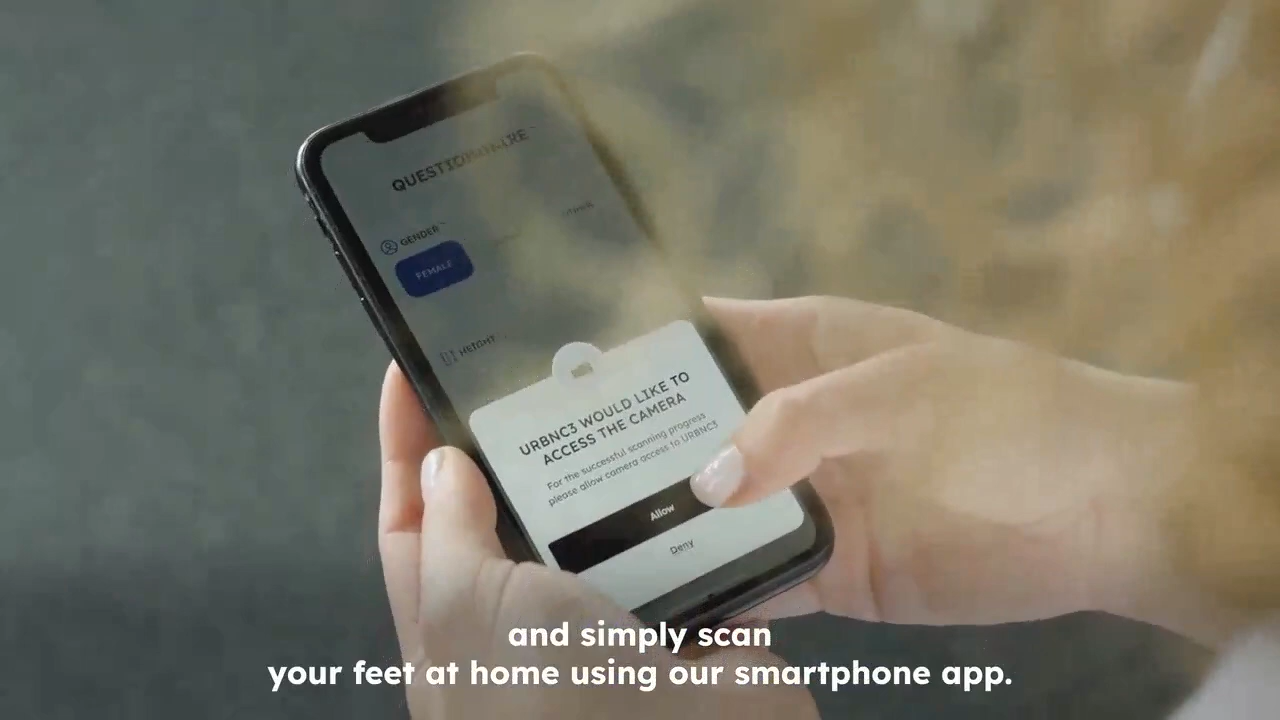 GENDER
FEMALE
HEIGHT
URBNC3 WOULD LIKE TO
ACCESS THE CAMERA
For the successful scanning progress
please allow camera access to URBNC3
Allow
Deny
and simply scan
your feet at home using our smartphone app.